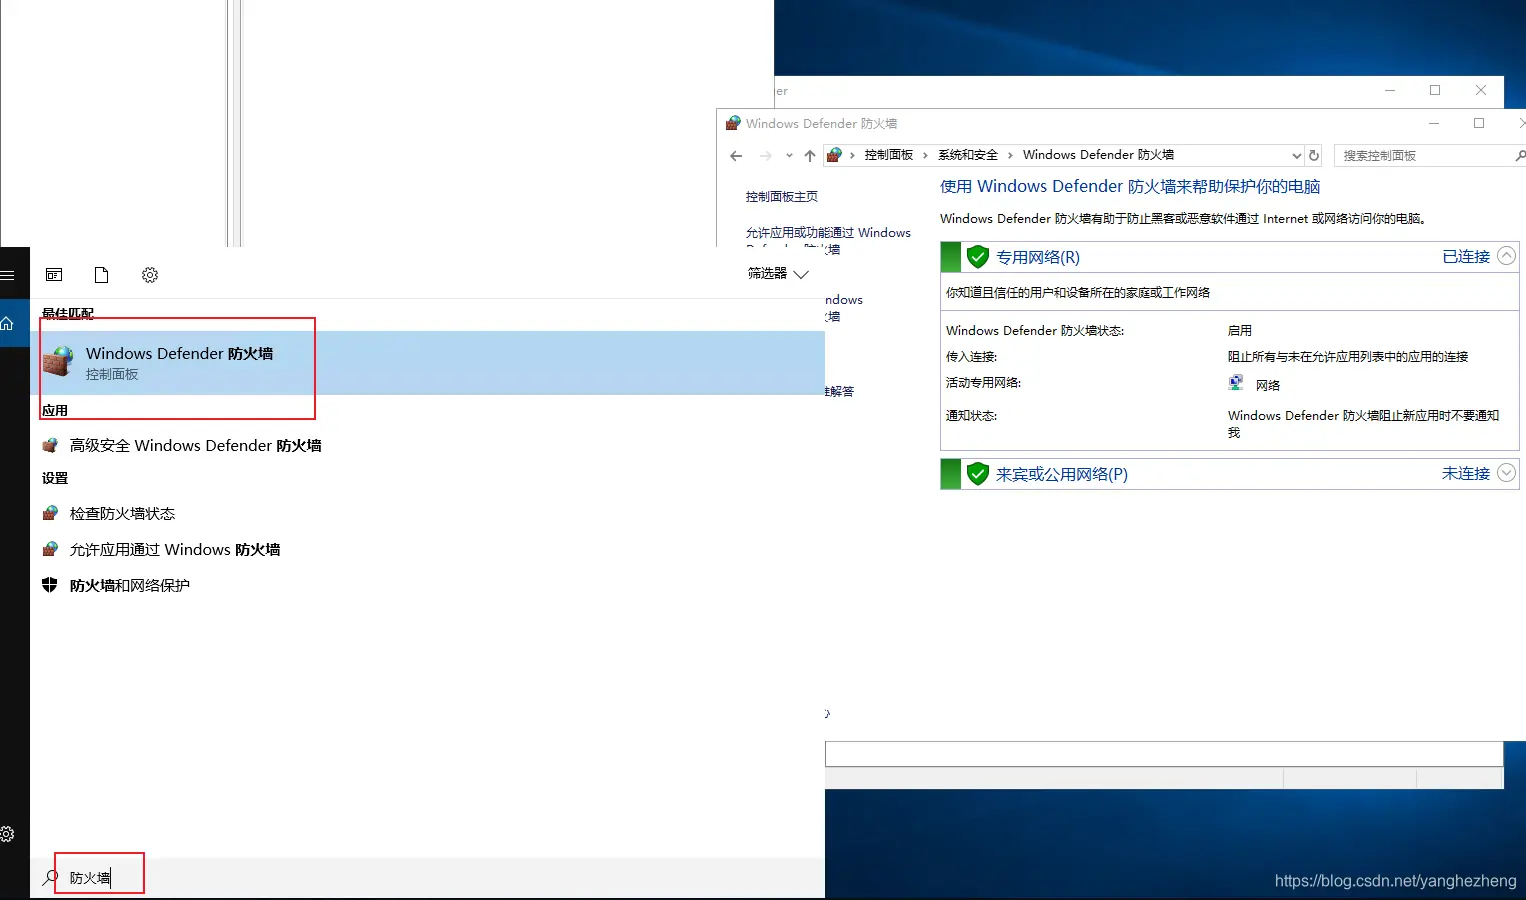 er
Windows Defender 防火墙
控制面板 › 系统和安全 › Windows Defender 防火墙
搜索控制面板
控制面板主页
允许应用或功能通过 Windows
使用 Windows Defender 防火墙来帮助保护你的电脑
Windows Defender 防火墙有助于防止黑客或恶意软件通过 Internet 或网络访问你的电脑。
专用网络(R)
已连接
你知道且信任的用户和设备所在的家庭或工作网络
Windows Defender 防火墙状态:
启用
传入连接:
阻止所有与未在允许应用列表中的应用的连接
活动专用网络:
网络
通知状态:
Windows Defender 防火墙阻止新应用时不要通知
我
来宾或公用网络(P)
未连接
筛选器
ndows
墙
解答
最佳匹配
Windows Defender 防火墙
控制面板
应用
高级安全 Windows Defender 防火墙
设置
检查防火墙状态
允许应用通过 Windows 防火墙
防火墙和网络保护
防火墙
https://blog.csdn.net/yanghezheng